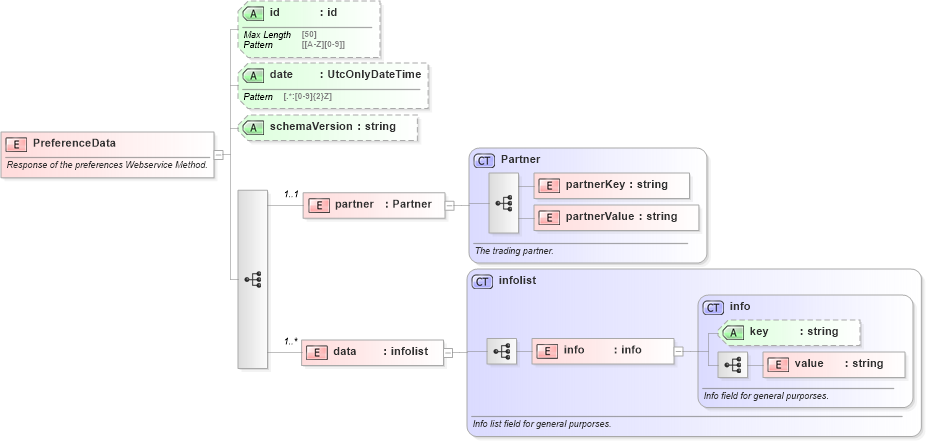 A id : id
Max Length [50]
Pattern [[A-Z][0-9]]
A date : UtcOnlyDateTime
Pattern [.*:[0-9]{2}Z]
A schemaVersion : string
E PreferenceData
Response of the preferences Webservice Method.
1..1
E partner : Partner
CT Partner
E partnerKey : string
E partnerValue : string
The trading partner.
1..*
E data : infolist
CT infolist
E info : info
CT info
A key : string
E value : string
Info field for general purporses.
Info list field for general purporses.